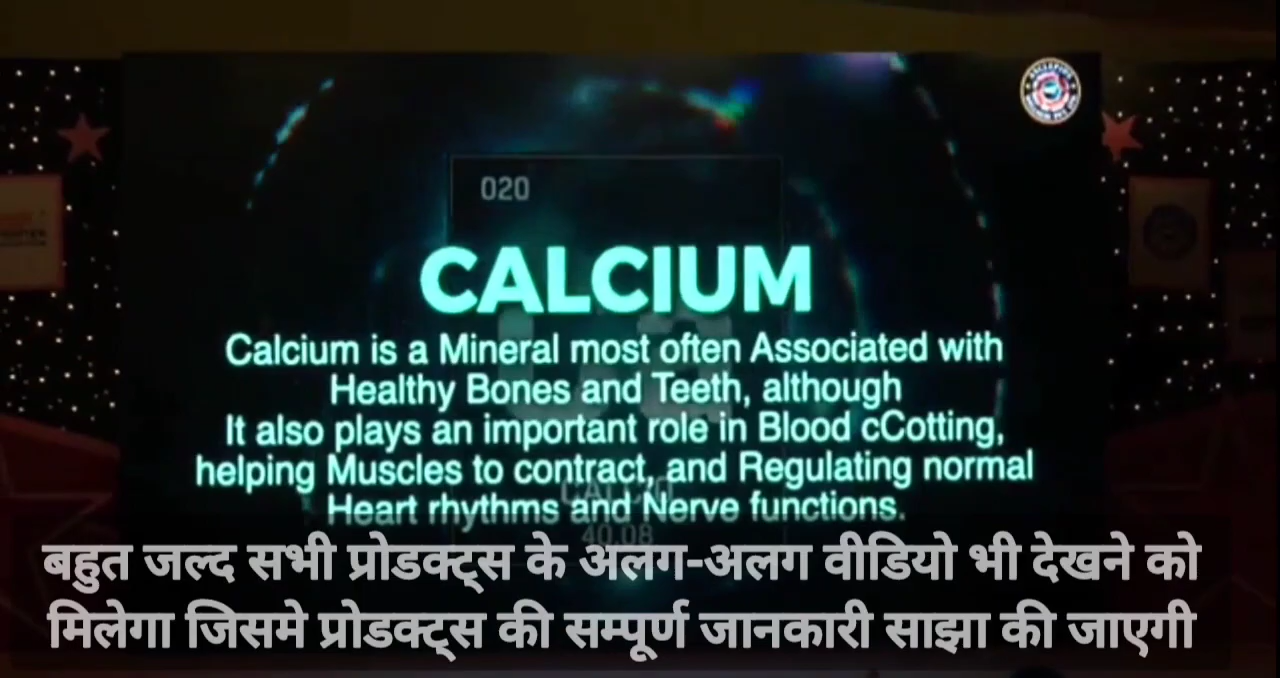 020
CALCIUM
Calcium is a Mineral most often Associated with
Healthy Bones and Teeth, although
It also plays an important role in Blood cCotting,
helping Muscles to contract, and Regulating normal
Heart rhythms and Nerve functions.
40.08
बहुत जल्द सभी प्रोडक्ट्स के अलग-अलग वीडियो भी देखने को
मिलेगा जिसमे प्रोडक्ट्स की सम्पूर्ण जानकारी साझा की जाएगी